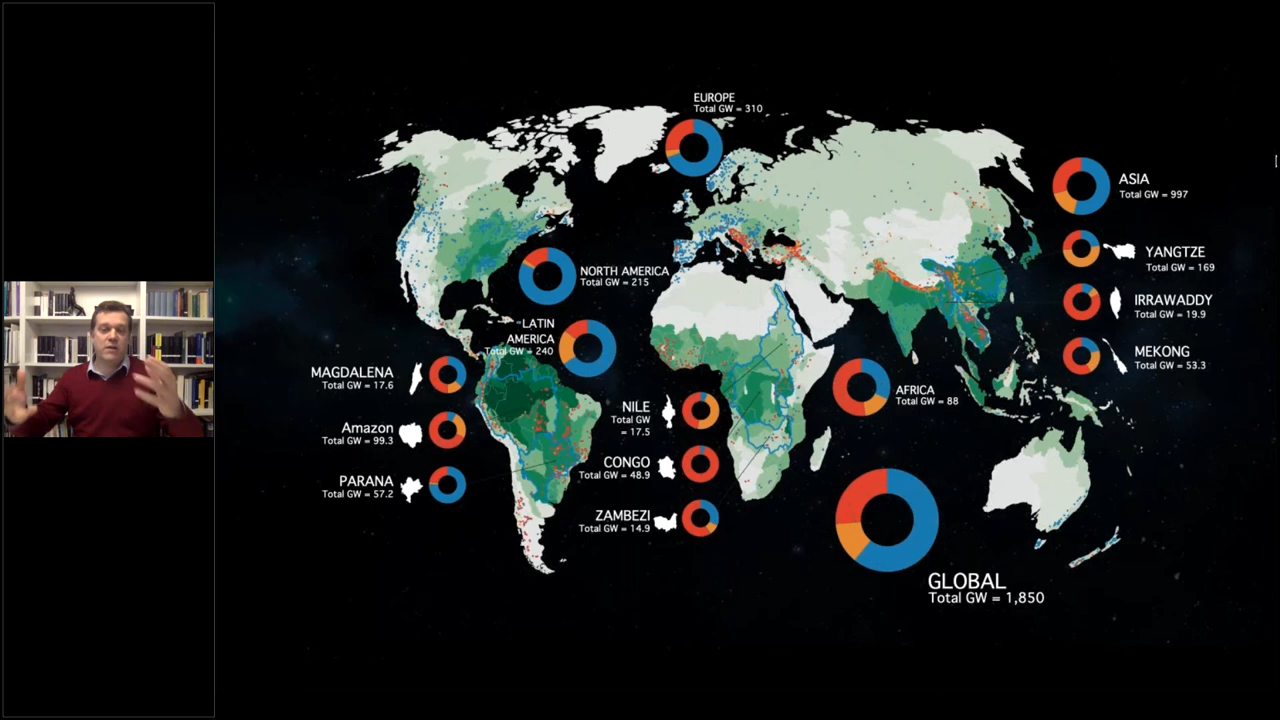 EUROPE
Total GW = 310
ASIA
Total GW = 997
YANGTZE
Total GW = 169
IRRAWADDY
Total GW = 19.9
MEKONG
Total GW = 53.3
NORTH AMERICA
Total GW = 215
LATIN
AMERICA
Total GW = 240
MAGDALENA
Total GW = 17.6
Amazon
Total GW = 99.3
PARANA
Total GW = 57.2
NILE
Total GW
= 17.5
CONGO
Total GW = 48.9
ZAMBEZI
Total GW = 14.9
AFRICA
Total GW = 88
GLOBAL
Total GW = 1,850